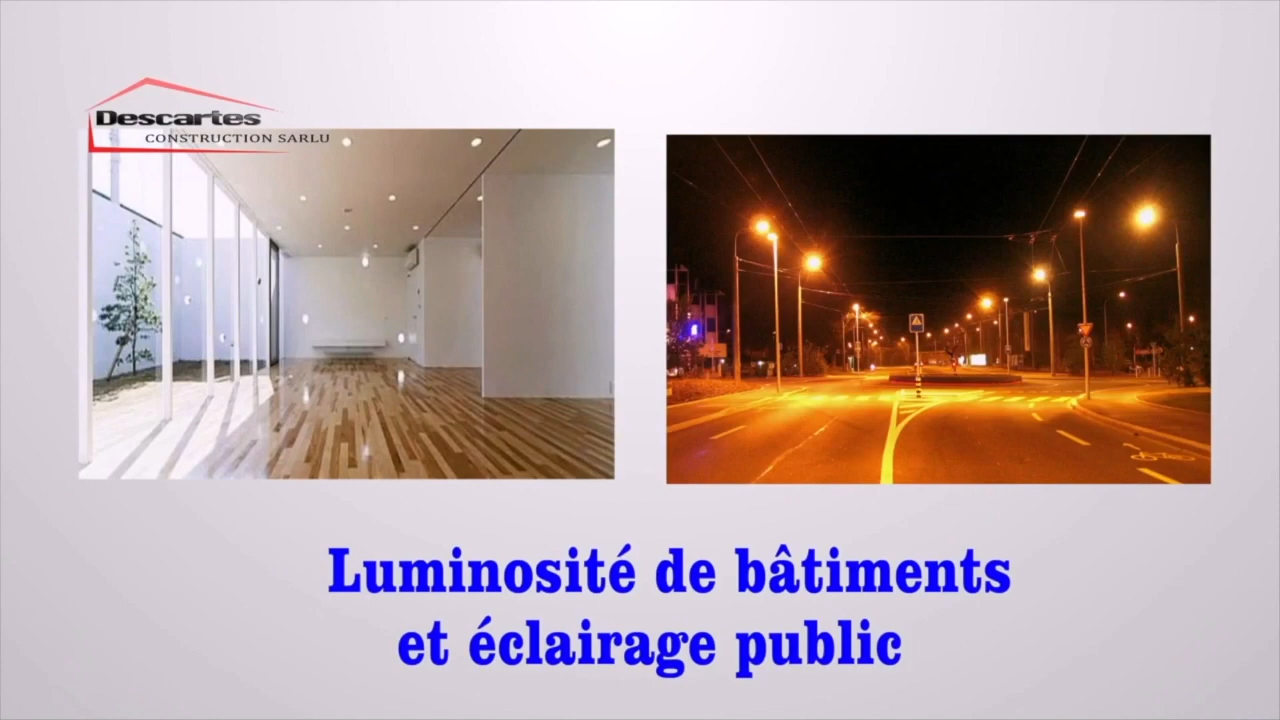 Descartes
CONSTRUCTION SARLU
Luminosité de bâtiments
et éclairage public